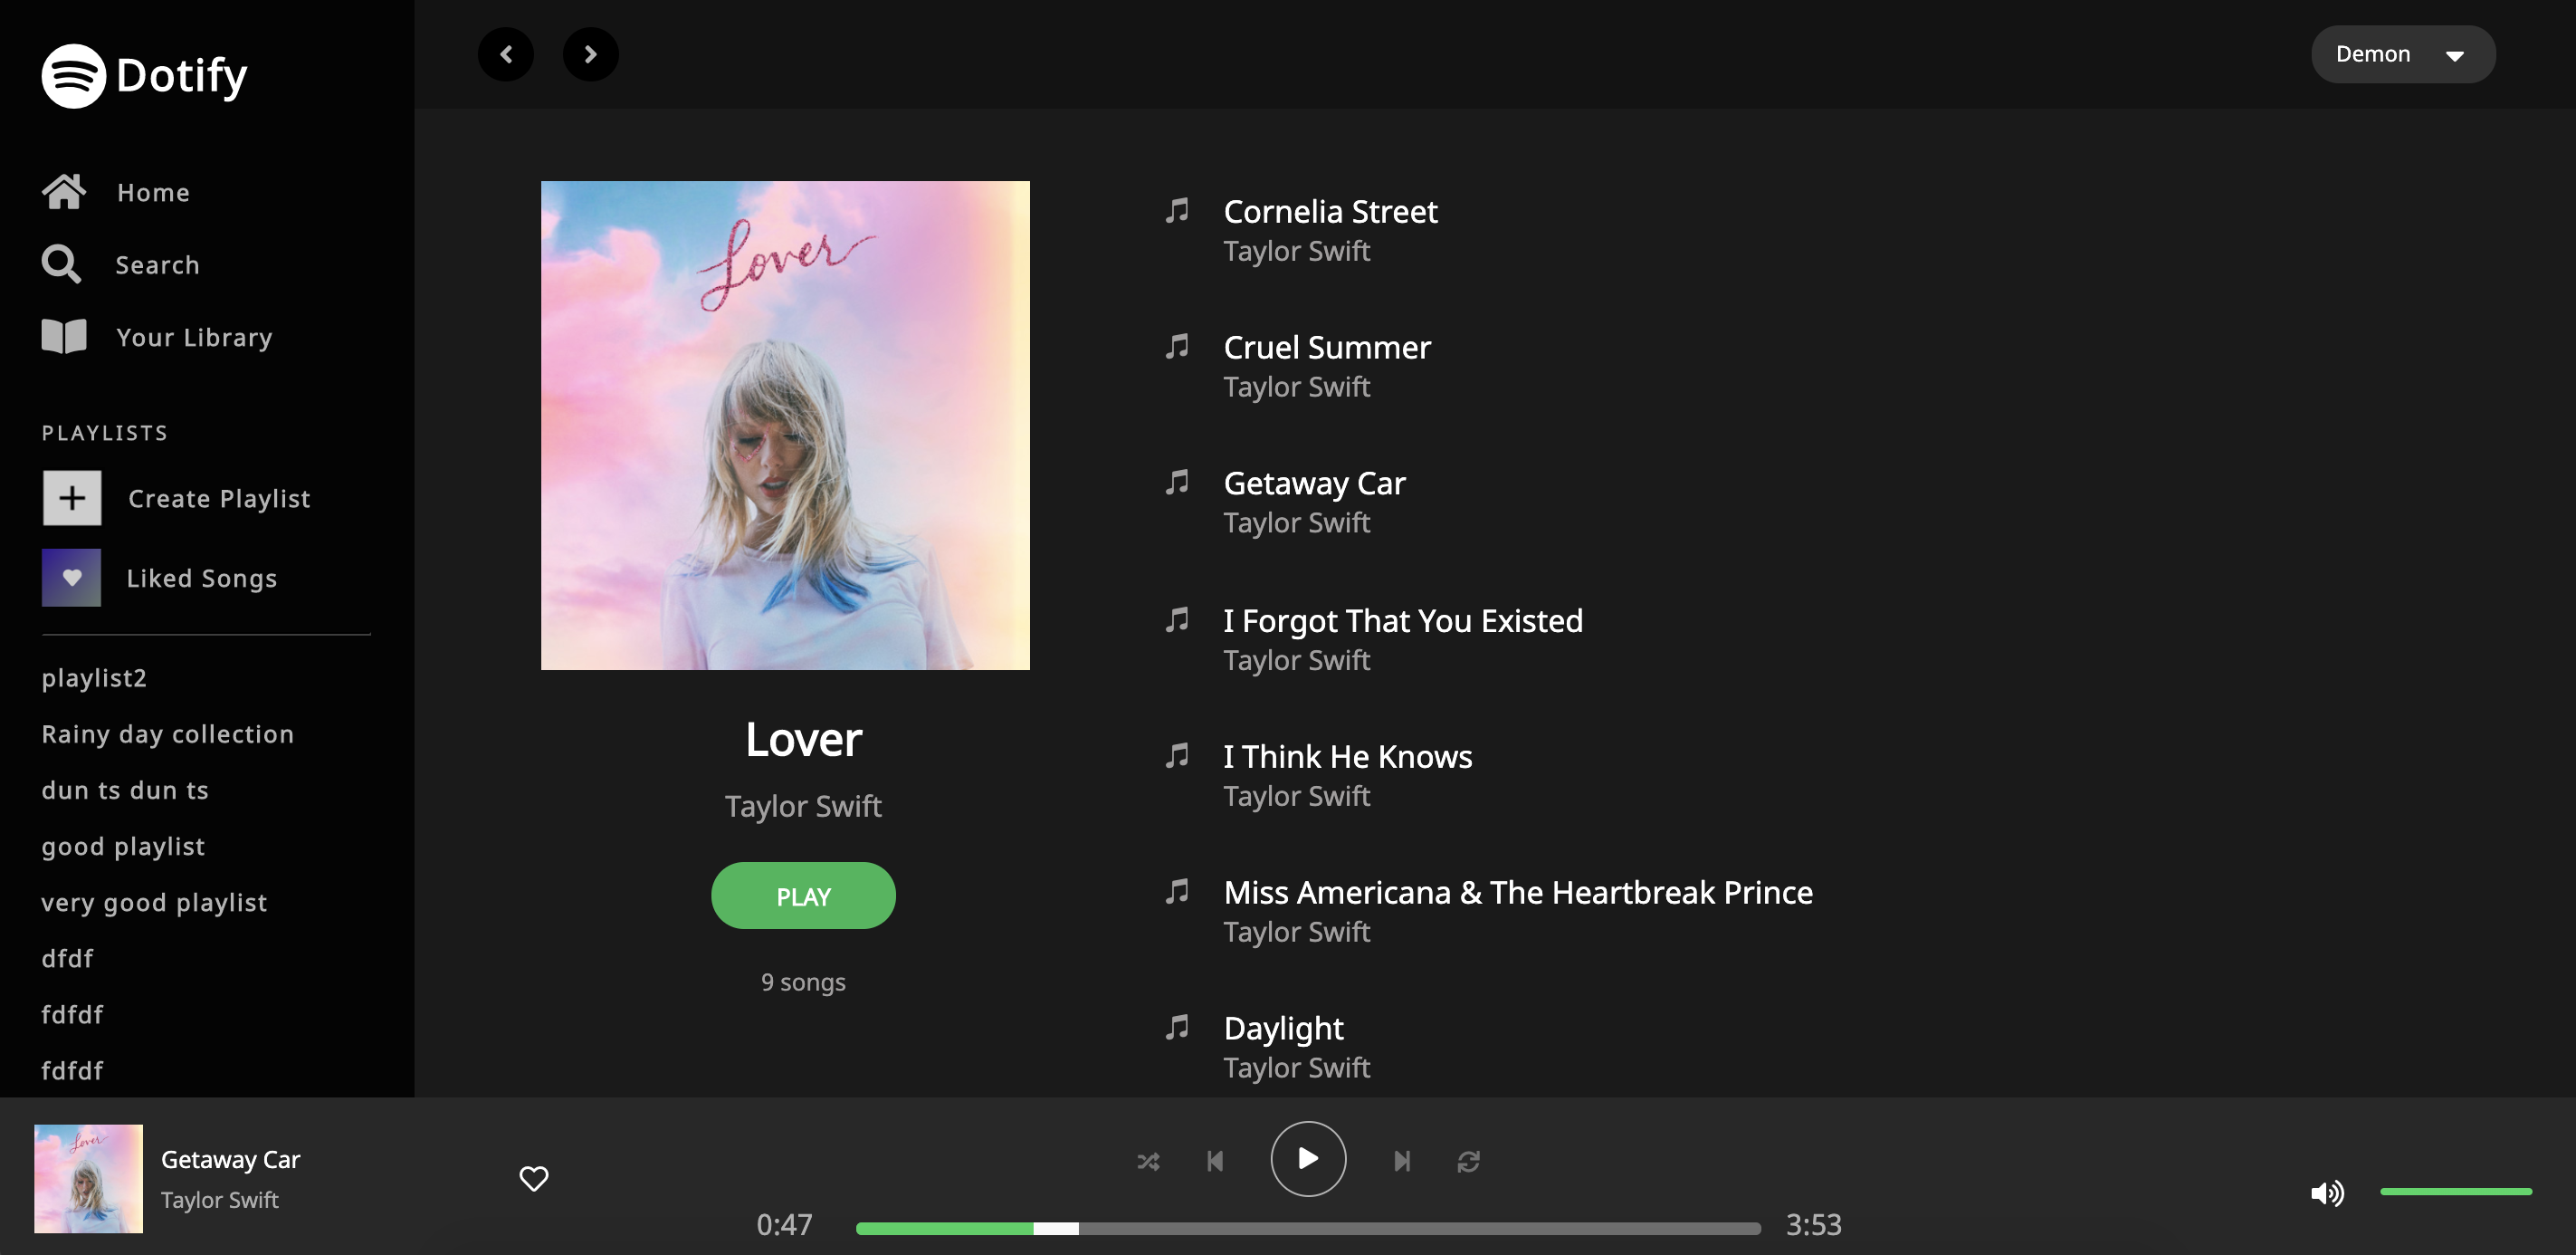 Dotify
Home
Search
Your Library
PLAYLISTS
Create Playlist
Liked Songs
playlist2
Rainy day collection
dun ts dun ts
good playlist
very good playlist
dfdf
fdfdf
fdfdf
Demon
Lover
Lover
Taylor Swift
PLAY
9 songs
Cornelia Street
Taylor Swift
Cruel Summer
Taylor Swift
Getaway Car
Taylor Swift
I Forgot That You Existed
Taylor Swift
I Think He Knows
Taylor Swift
Miss Americana & The Heartbreak Prince
Taylor Swift
Daylight
Taylor Swift
Lover
Getaway Car
Taylor Swift
0:47
3:53